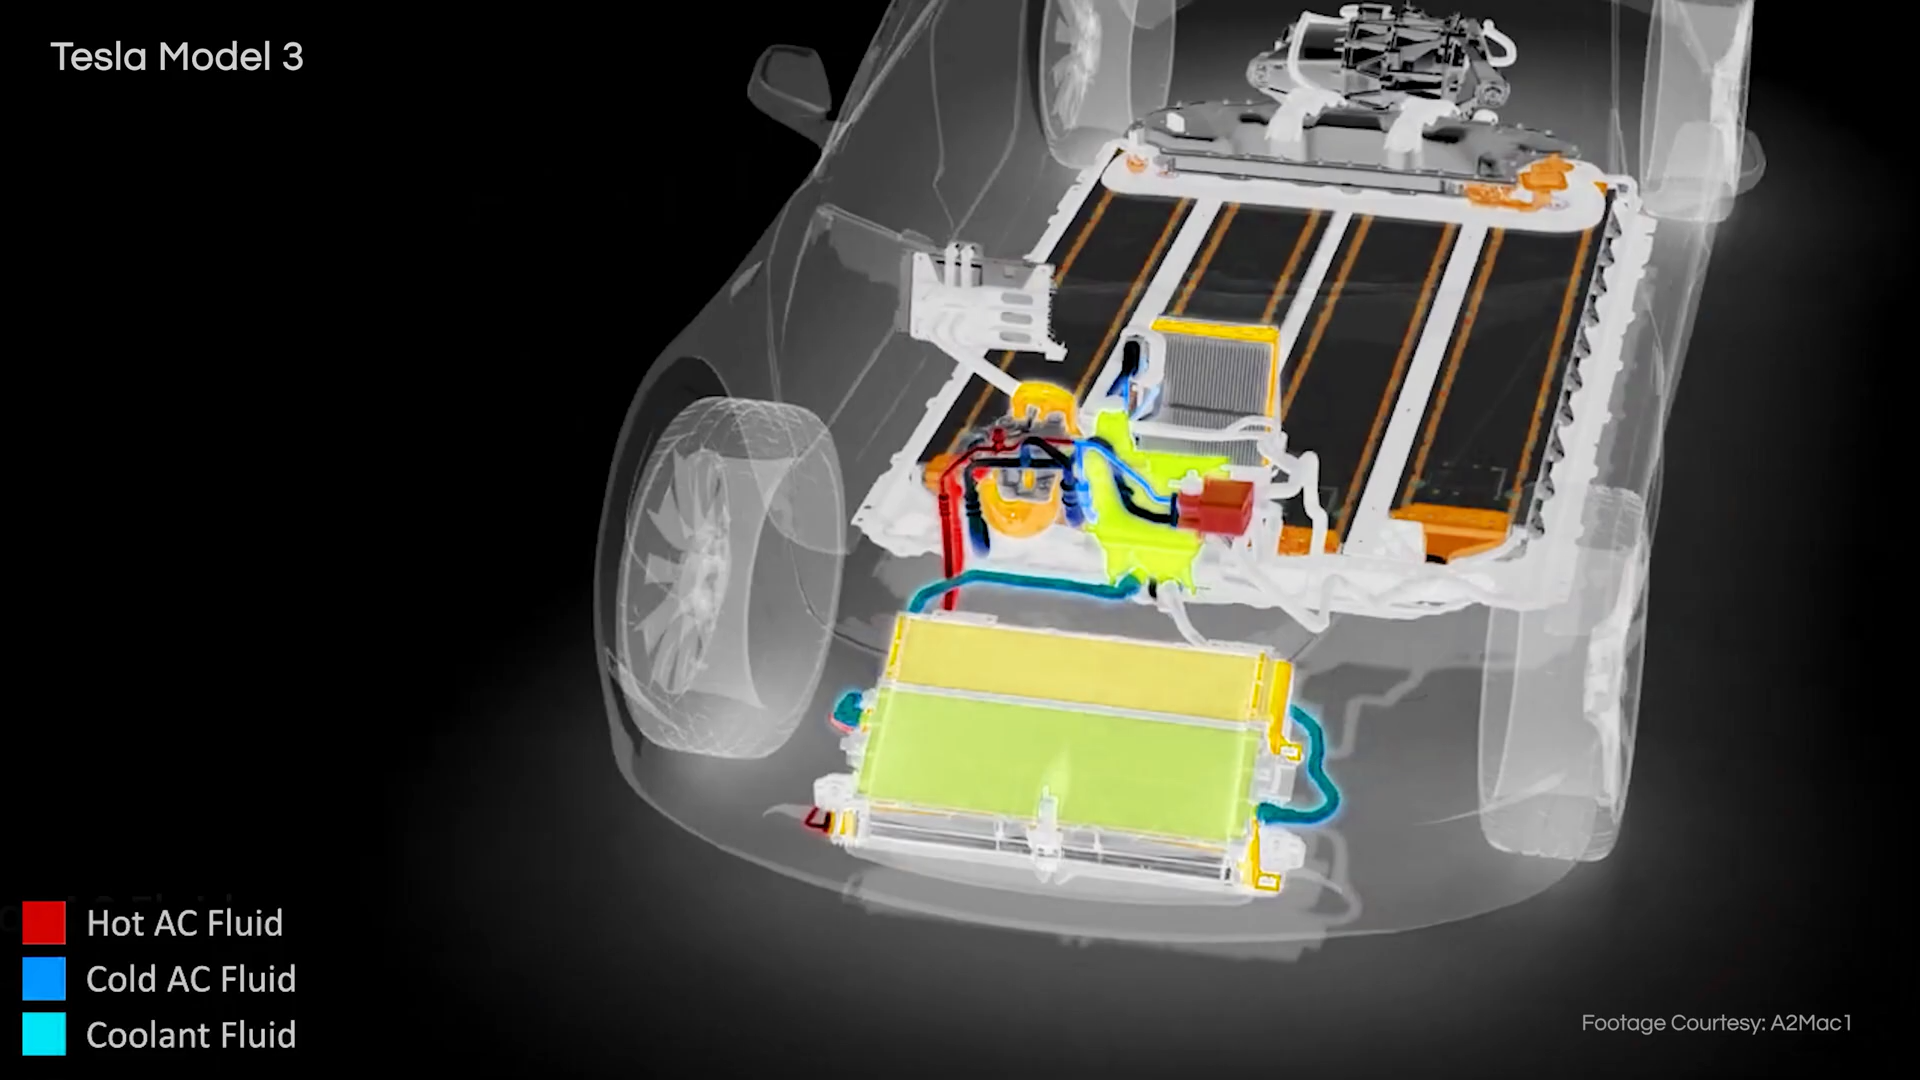 Tesla Model 3
Hot AC Fluid
Cold AC Fluid
Coolant Fluid
Footage Courtesy: A2Mac1